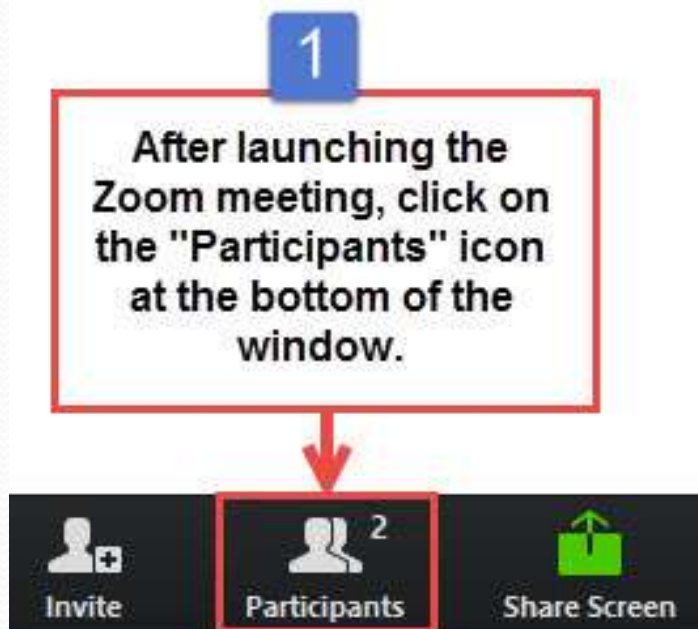 1
After launching the
Zoom meeting, click on
the "Participants" icon
at the bottom of the
window.
2
Invite
Participants
Share Screen